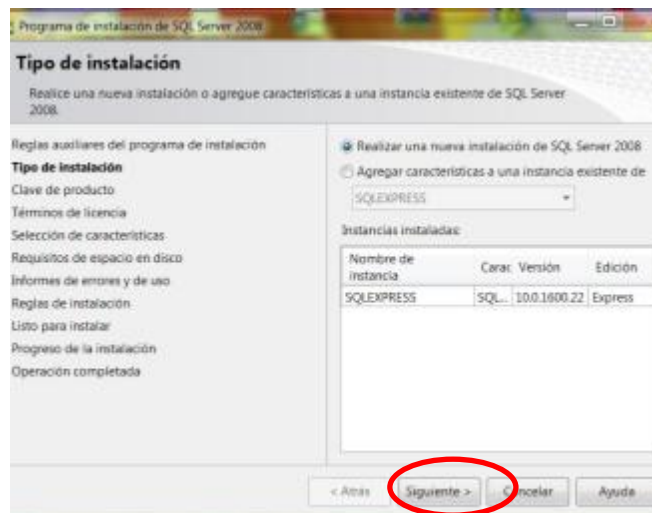 Programa de instalación de SQL Server 2008
Tipo de instalación
Realice una nueva instalación o agregue características a una instancia existente de SQL Server
2008.
Reglas auxiliares del programa de instalación
Tipo de instalación
Clave de producto
Términos de licencia
Selección de características
Requisitos de espacio en disco
Informes de errores y de uso
Reglas de instalación
Listo para instalar
Progreso de la instalación
Operación completada
Realizar una nueva instalación de SQL Server 2008
Agregar características a una instancia existente de
SQLEXPRESS
Instancias instaladas:
Nombre de
instancia
Carac Versión Edición
SQLEXPRESS SQL... 10.0.1600.22 Express
< Atrás Siguiente > Cancelar Ayuda